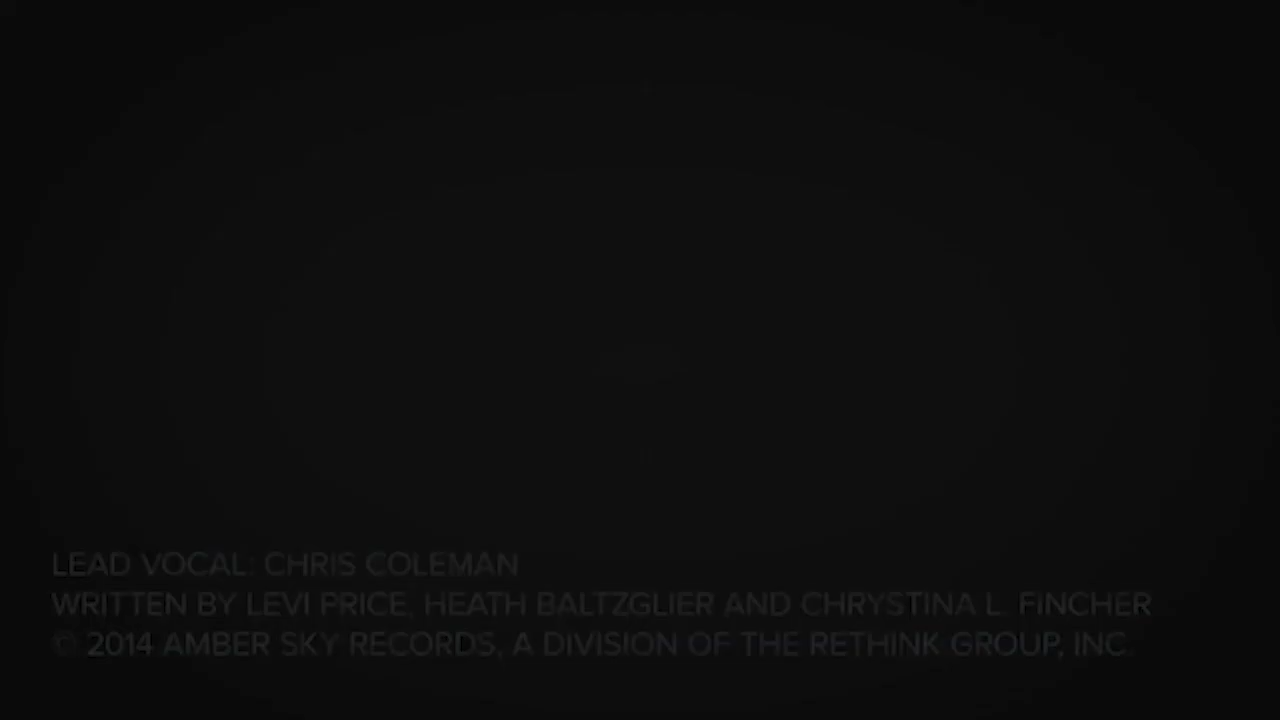 LEAD VOCAL: CHRIS COLEMAN
WRITTEN BY LEVI PRICE, HEATH BALTZGLIER AND CHRYSTINA L. FINCHER
© 2014 AMBER SKY RECORDS, A DIVISION OF THE RETHINK GROUP, INC.